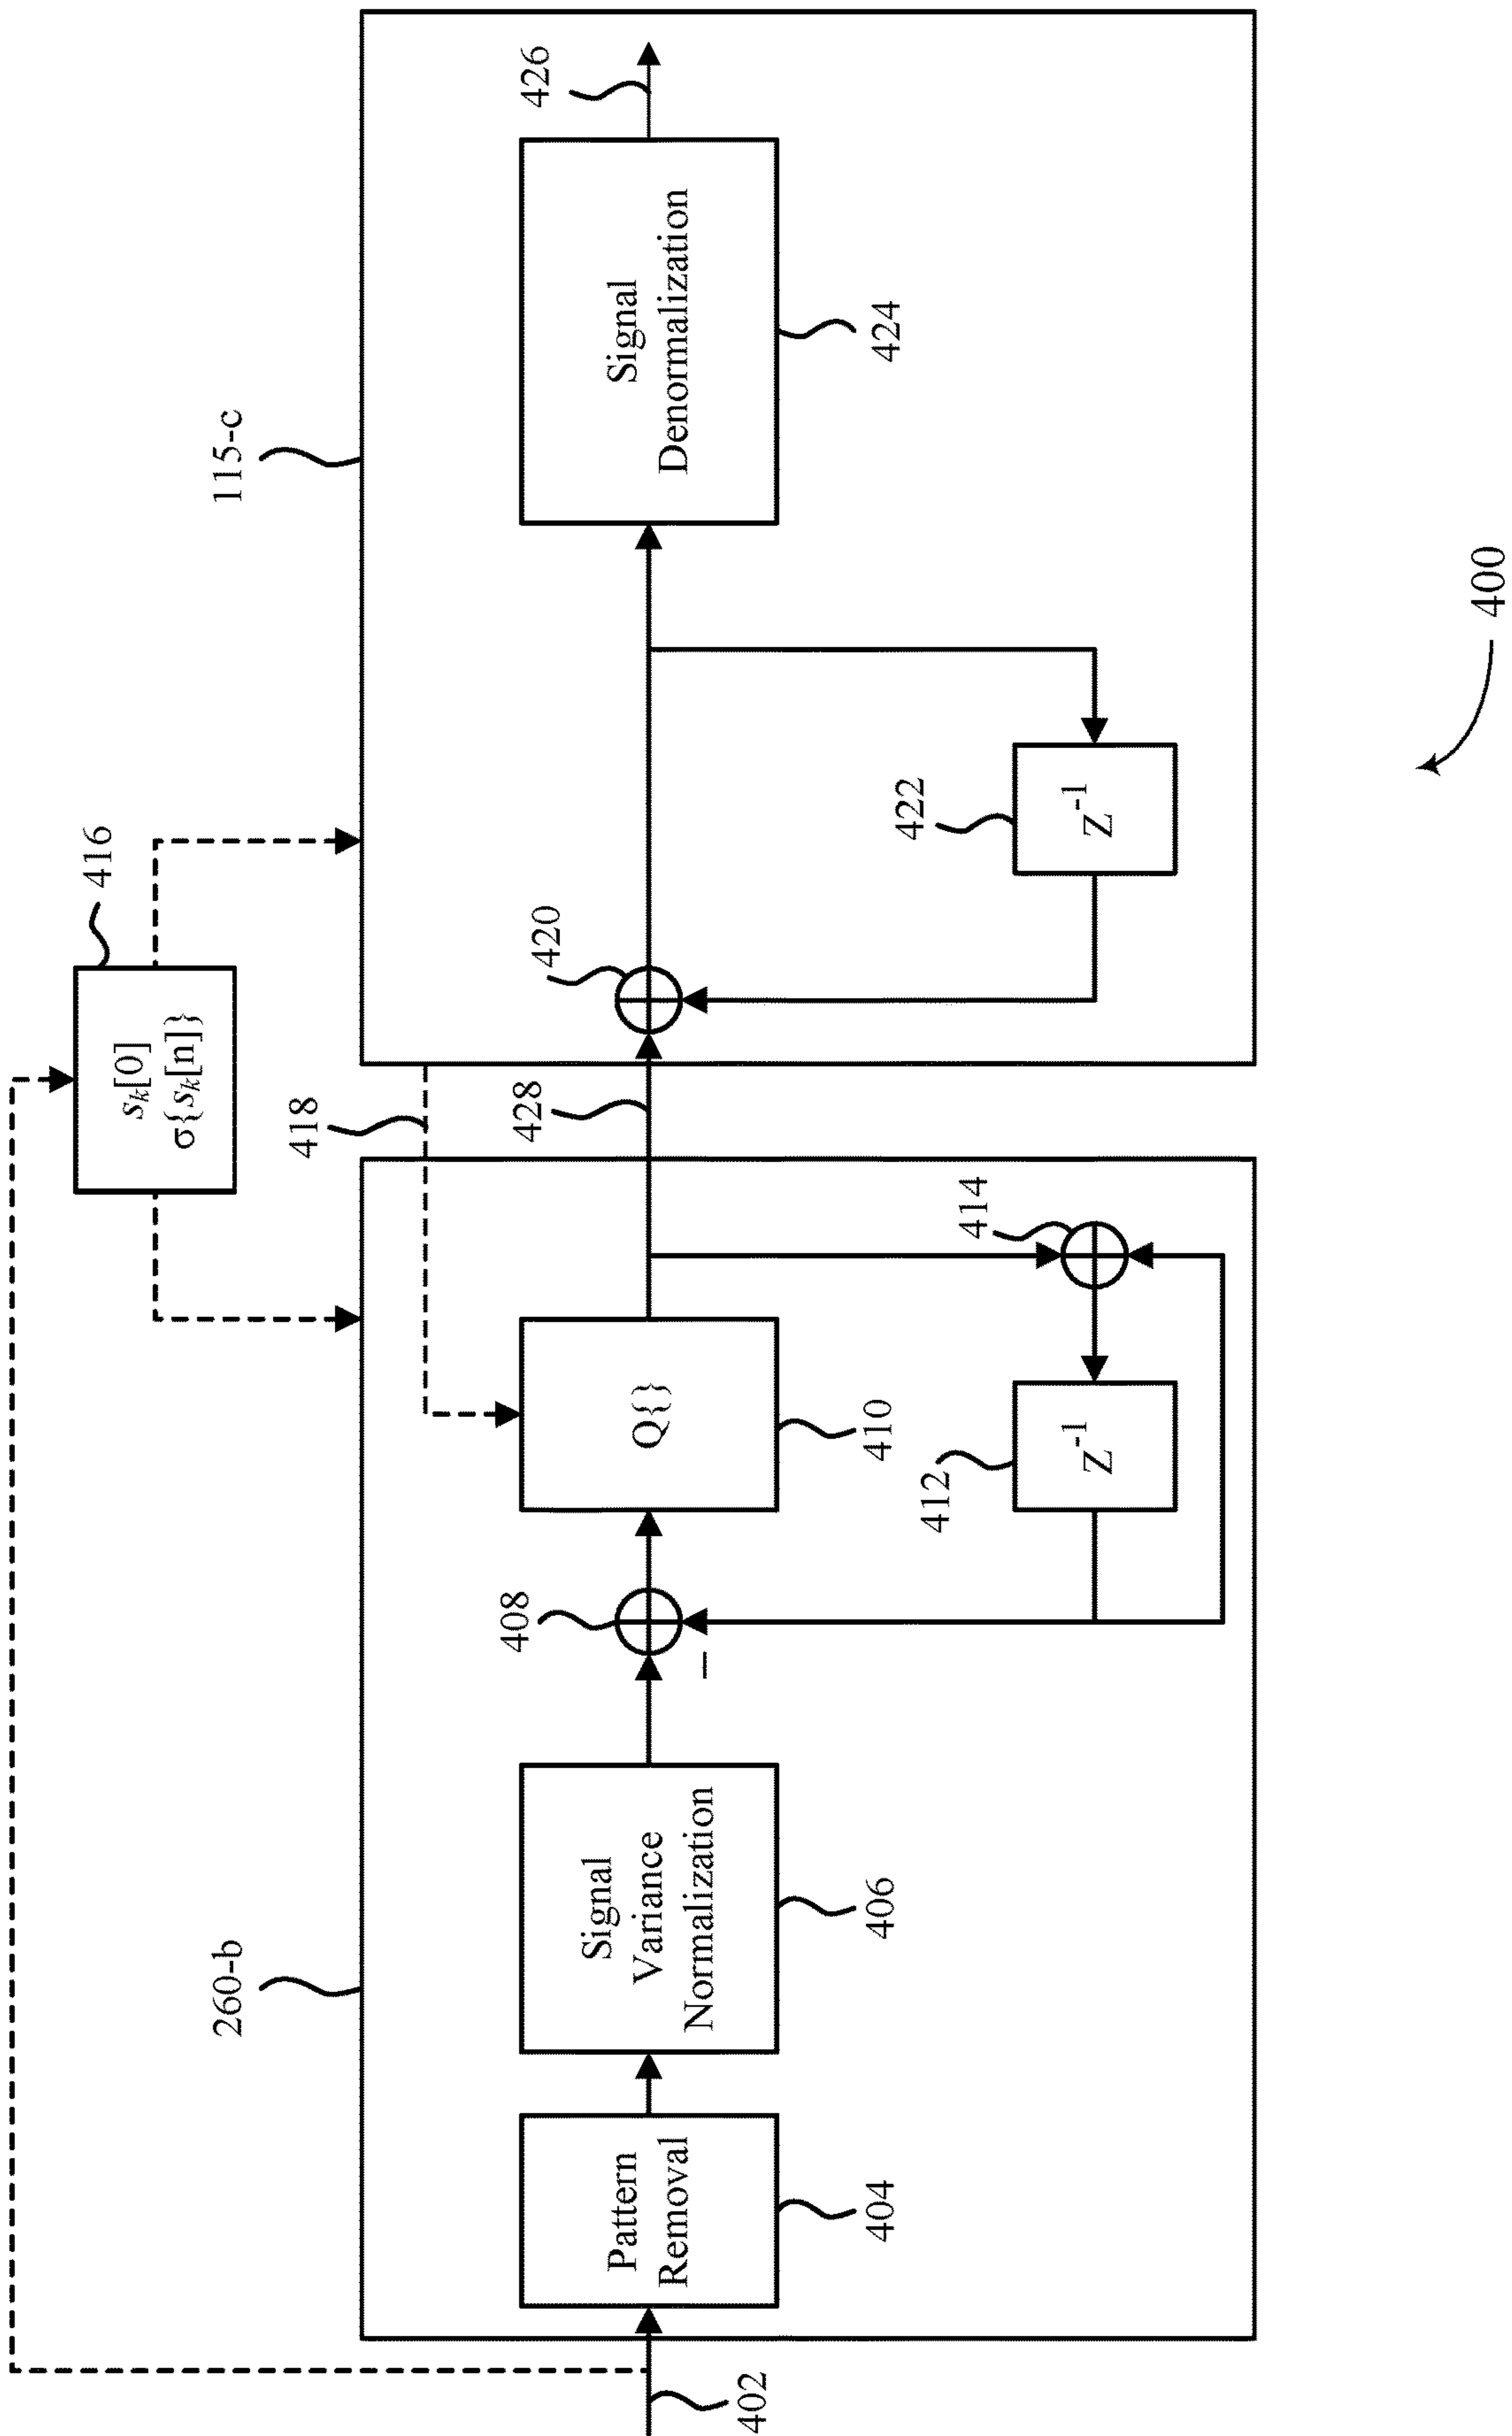 416
s_k[0]
σ{s_k[n]}
260-b
418
115-c
402
Pattern
Removal
404
Signal
Variance
Normalization
406
408
–
Q{}
410
412
Z⁻¹
414
428
420
422
Z⁻¹
Signal
Denormalization
424
426
400